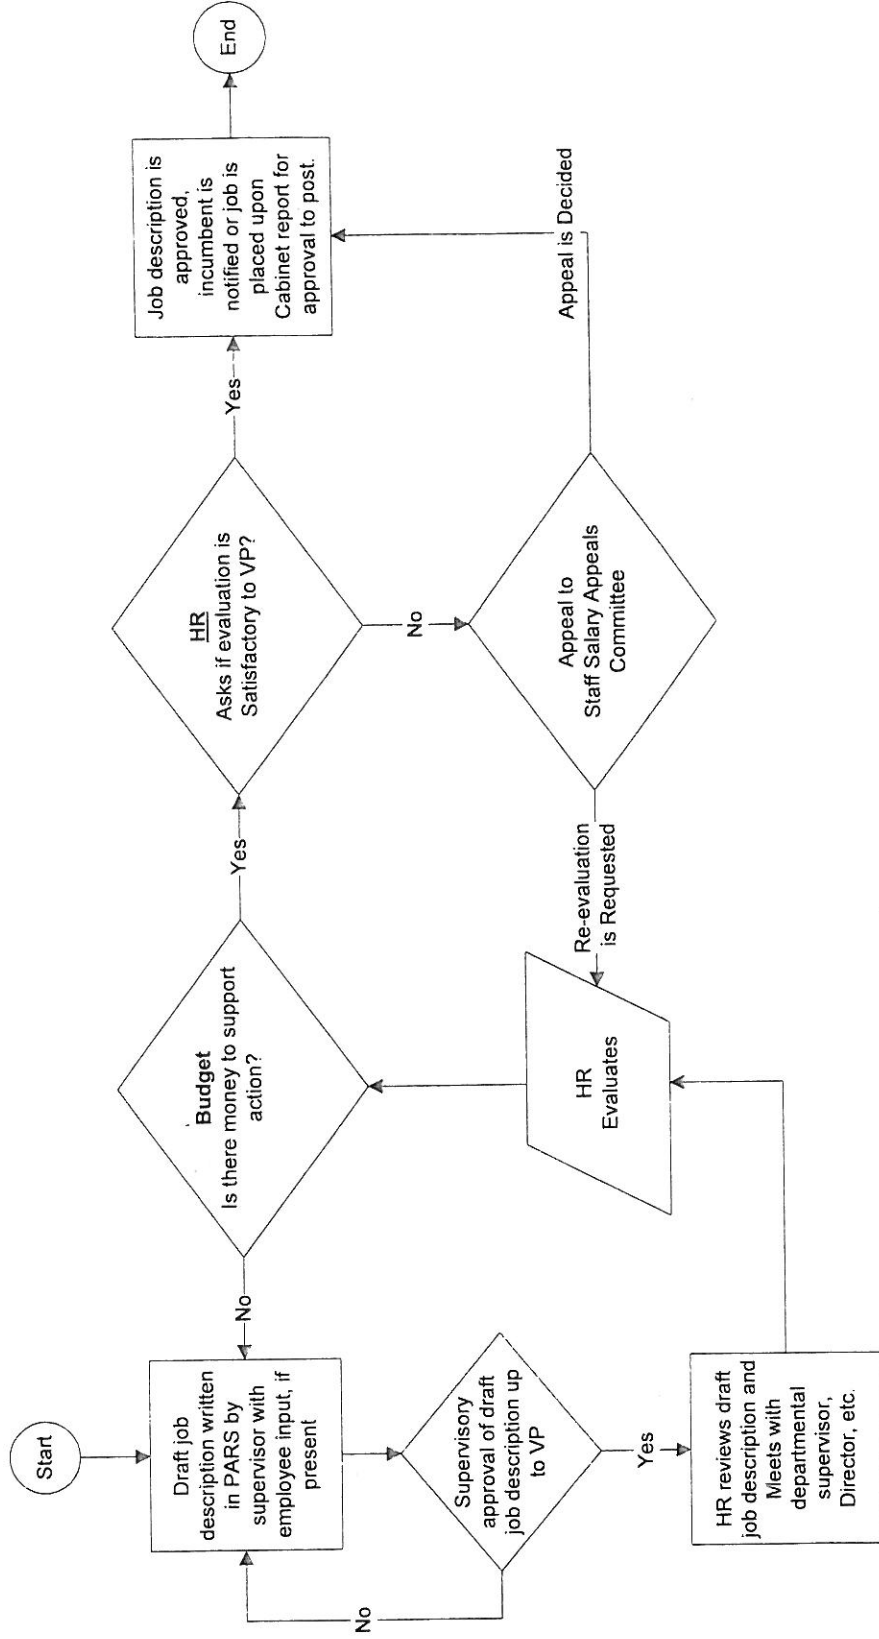 Start
Draft job
description written
in PARS by
supervisor with
employee input, if
present
No
Supervisory
approval of draft
job description up
to VP
Yes
HR reviews draft
job description and
Meets with
departmental
supervisor,
Director, etc.
HR
Evaluates
Budget
Is there money to support
action?
No
Yes
HR
Asks if evaluation is
Satisfactory to VP?
Yes
No
Appeal to
Staff Salary Appeals
Committee
Re-evaluation
is Requested
Appeal is Decided
Job description is
approved,
incumbent is
notified or job is
placed upon
Cabinet report for
approval to post.
End